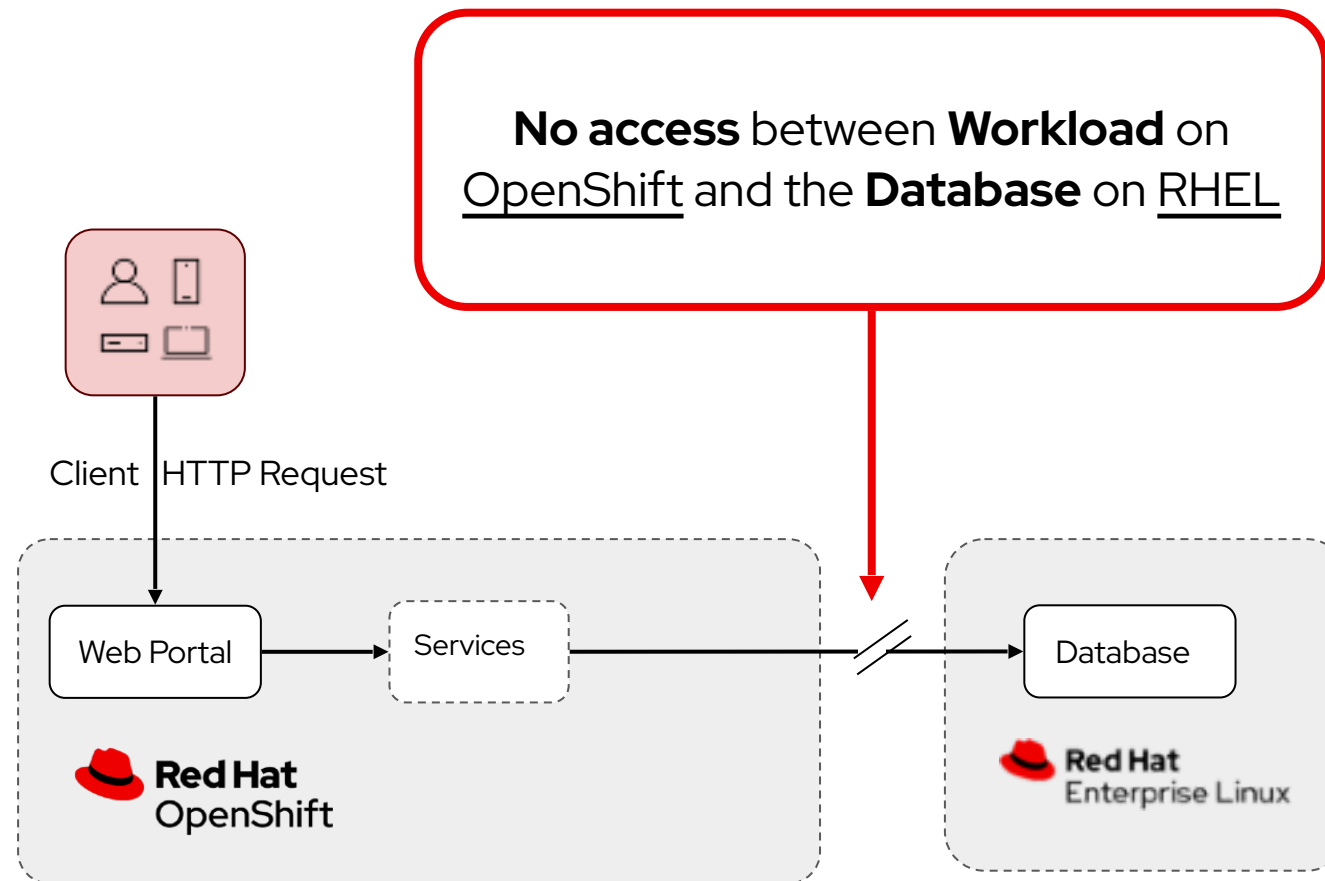 No access between Workload on
OpenShift and the Database on RHEL
Client HTTP Request
Web Portal
Services
Database
Red Hat
OpenShift
Red Hat
Enterprise Linux